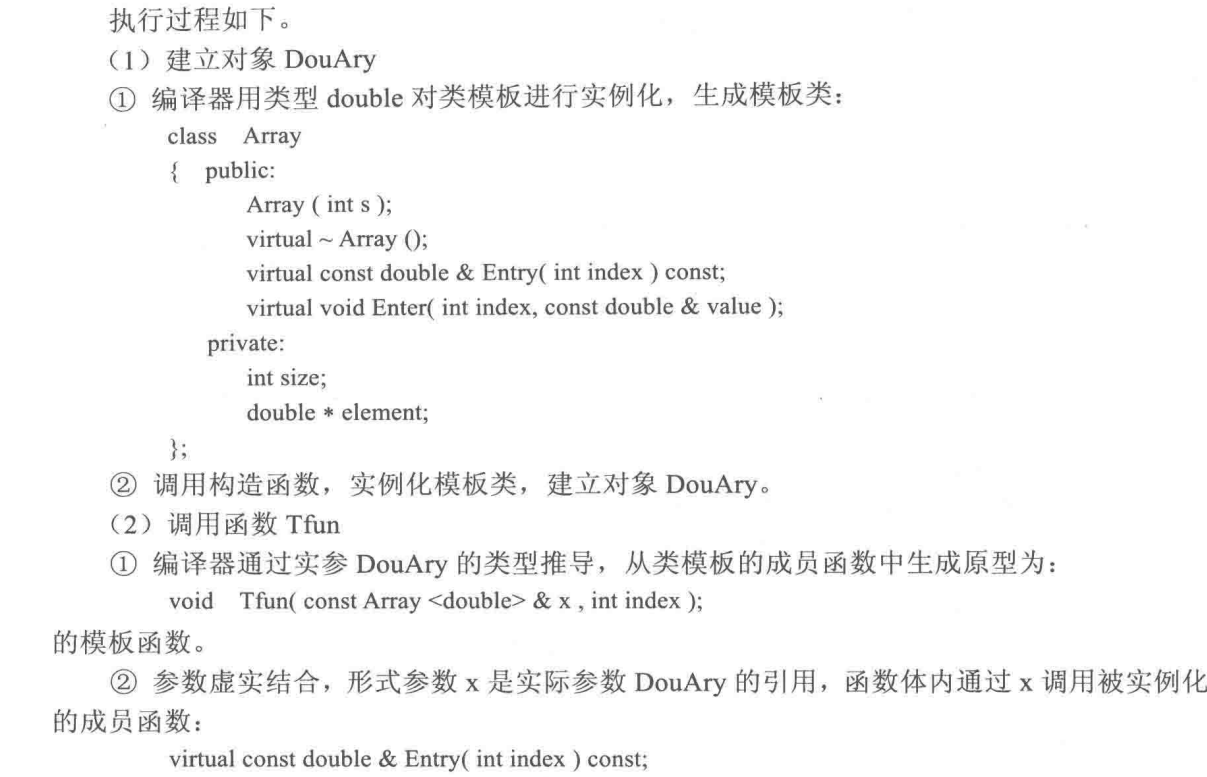 执行过程如下。
（1）建立对象 DouAry
① 编译器用类型 double 对类模板进行实例化，生成模板类：
class Array
{ public:
Array ( int s );
virtual ~ Array ();
virtual const double & Entry( int index ) const;
virtual void Enter( int index, const double & value );
private:
int size;
double * element;
};
② 调用构造函数，实例化模板类，建立对象 DouAry。
（2）调用函数 Tfun
① 编译器通过实参 DouAry 的类型推导，从类模板的成员函数中生成原型为：
void Tfun( const Array <double> & x , int index );
的模板函数。
② 参数虚实结合，形式参数 x 是实际参数 DouAry 的引用，函数体内通过 x 调用被实例化
的成员函数：
virtual const double & Entry( int index ) const;